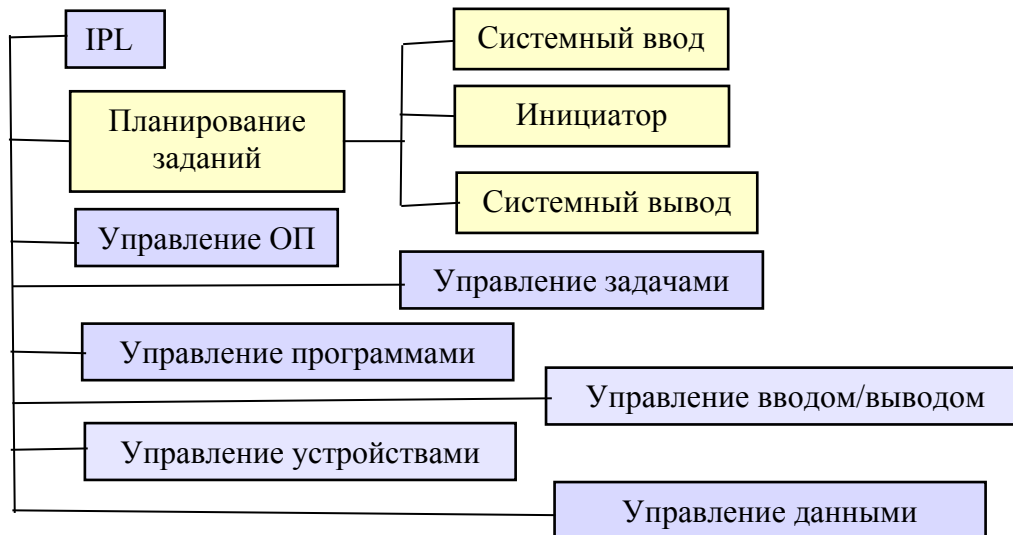 IPL
Системный ввод
Планирование
заданий
Инициатор
Системный вывод
Управление ОП
Управление задачами
Управление программами
Управление вводом/выводом
Управление устройствами
Управление данными